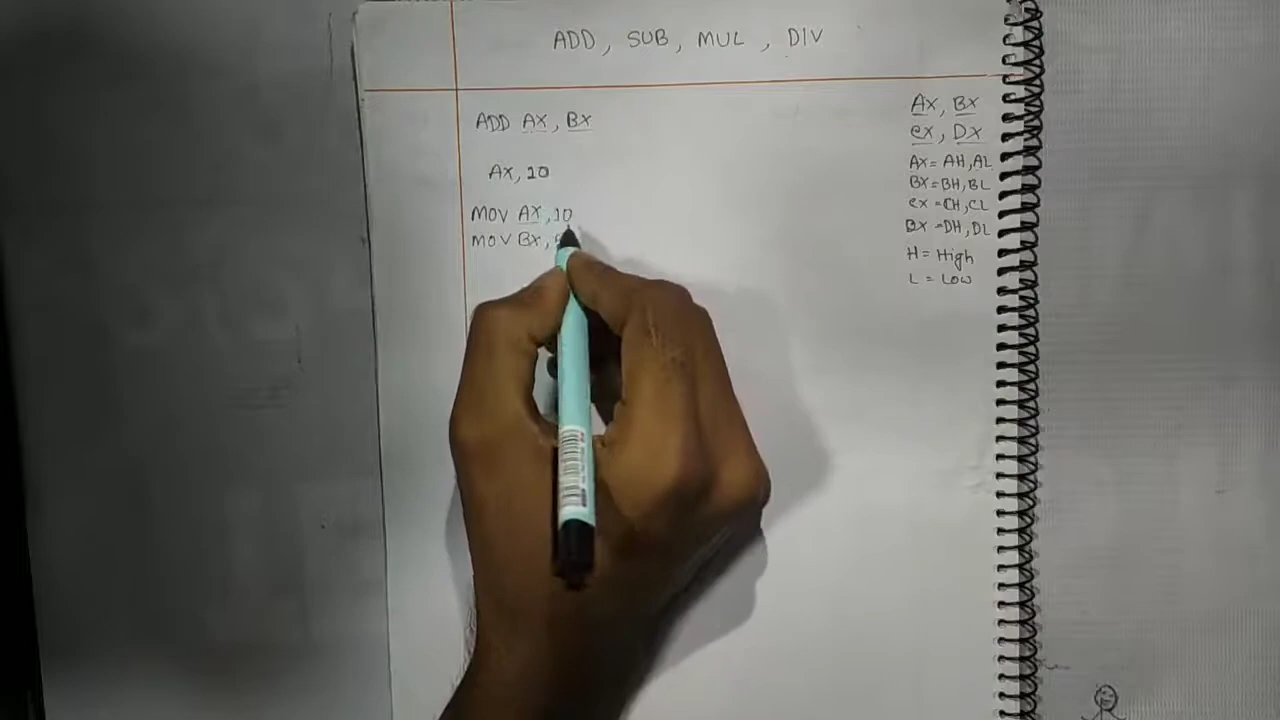 ADD, SUB, MUL, DIV
ADD AX, BX
AX, 10
MOV AX, 10
MOV BX,
AX, BX
CX, DX
AX = AH, AL
BX = BH, BL
CX = CH, CL
BX = DH, DL
H = High
L = Low